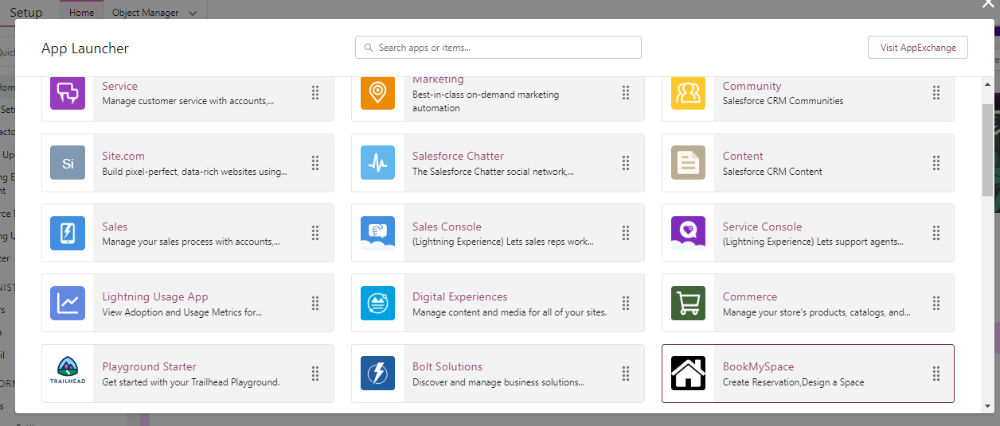 Setup
Home
Object Manager
App Launcher
Search apps or items...
Visit AppExchange
Service
Manage customer service with accounts,...
Marketing
Best-in-class on-demand marketing
automation
Community
Salesforce CRM Communities
Si
Site.com
Build pixel-perfect, data-rich websites using...
Salesforce Chatter
The Salesforce Chatter social network,...
Content
Salesforce CRM Content
Sales
Manage your sales process with accounts,...
Sales Console
(Lightning Experience) Lets sales reps work...
Service Console
(Lightning Experience) Lets support agents...
Lightning Usage App
View Adoption and Usage Metrics for...
Digital Experiences
Manage content and media for all of your sites.
Commerce
Manage your store's products, catalogs, and...
TRAILHEAD
Playground Starter
Get started with your Trailhead Playground.
Bolt Solutions
Discover and manage business solutions...
BookMySpace
Create Reservation,Design a Space